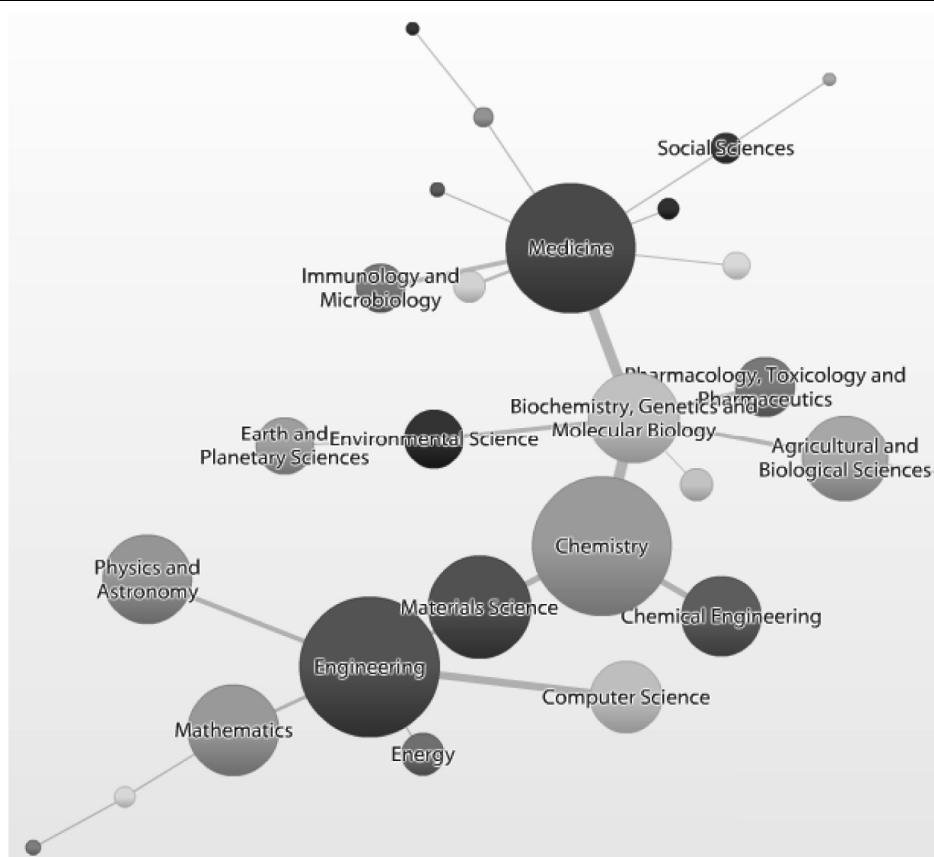 Social Sciences
Medicine
Immunology and
Microbiology
Pharmacology, Toxicology and
Pharmaceutics
Biochemistry, Genetics and
Molecular Biology
Earth and
Planetary Sciences
Environmental Science
Agricultural and
Biological Sciences
Chemistry
Physics and
Astronomy
Materials Science
Chemical Engineering
Engineering
Computer Science
Mathematics
Energy